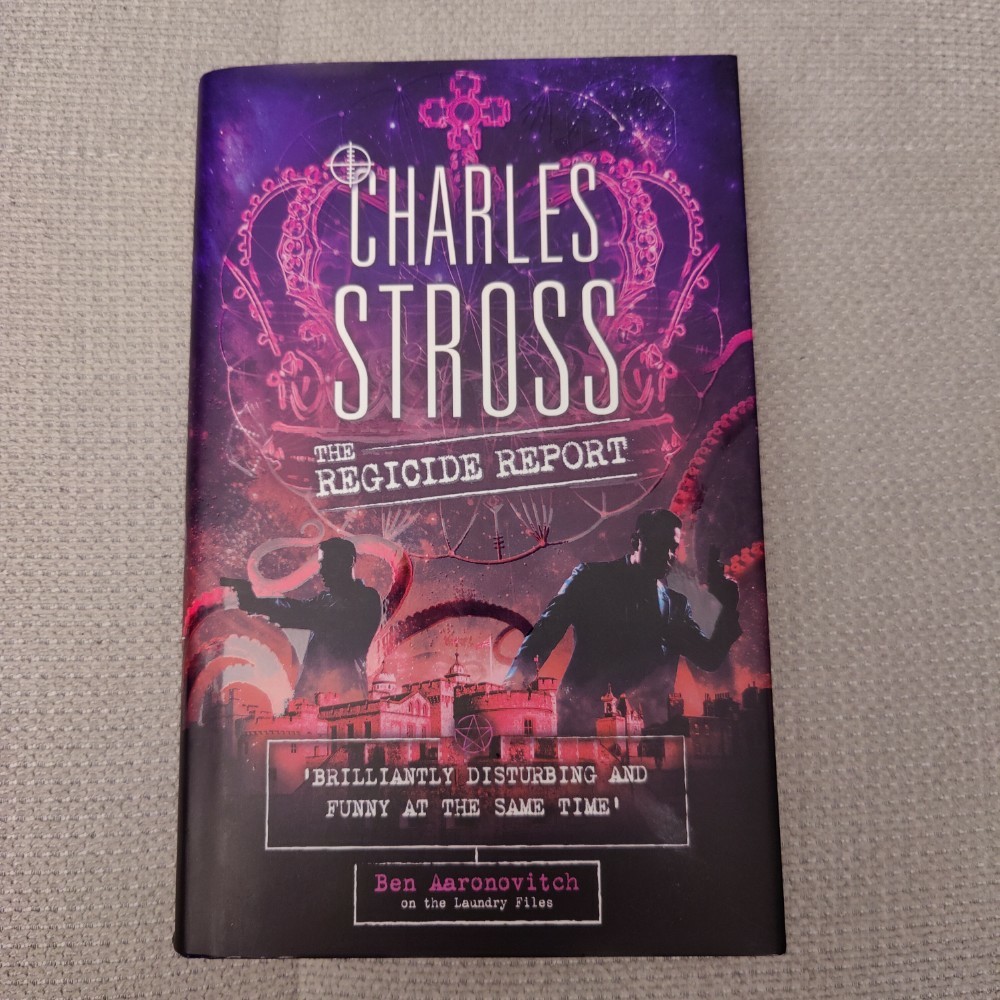 CHARLES
STROSS
THE
REGICIDE REPORT
'BRILLIANTLY DISTURBING AND
FUNNY AT THE SAME TIME'
Ben Aaronovitch
on the Laundry Files